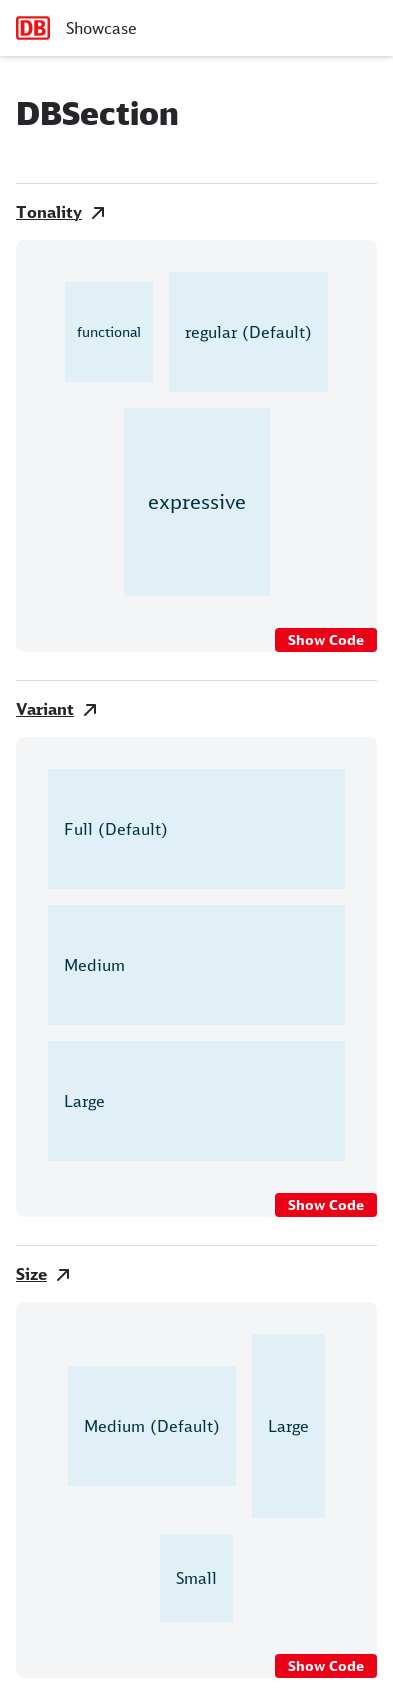 DB Showcase
DBSection
Tonality
functional
regular (Default)
expressive
Show Code
Variant
Full (Default)
Medium
Large
Show Code
Size
Medium (Default)
Large
Small
Show Code